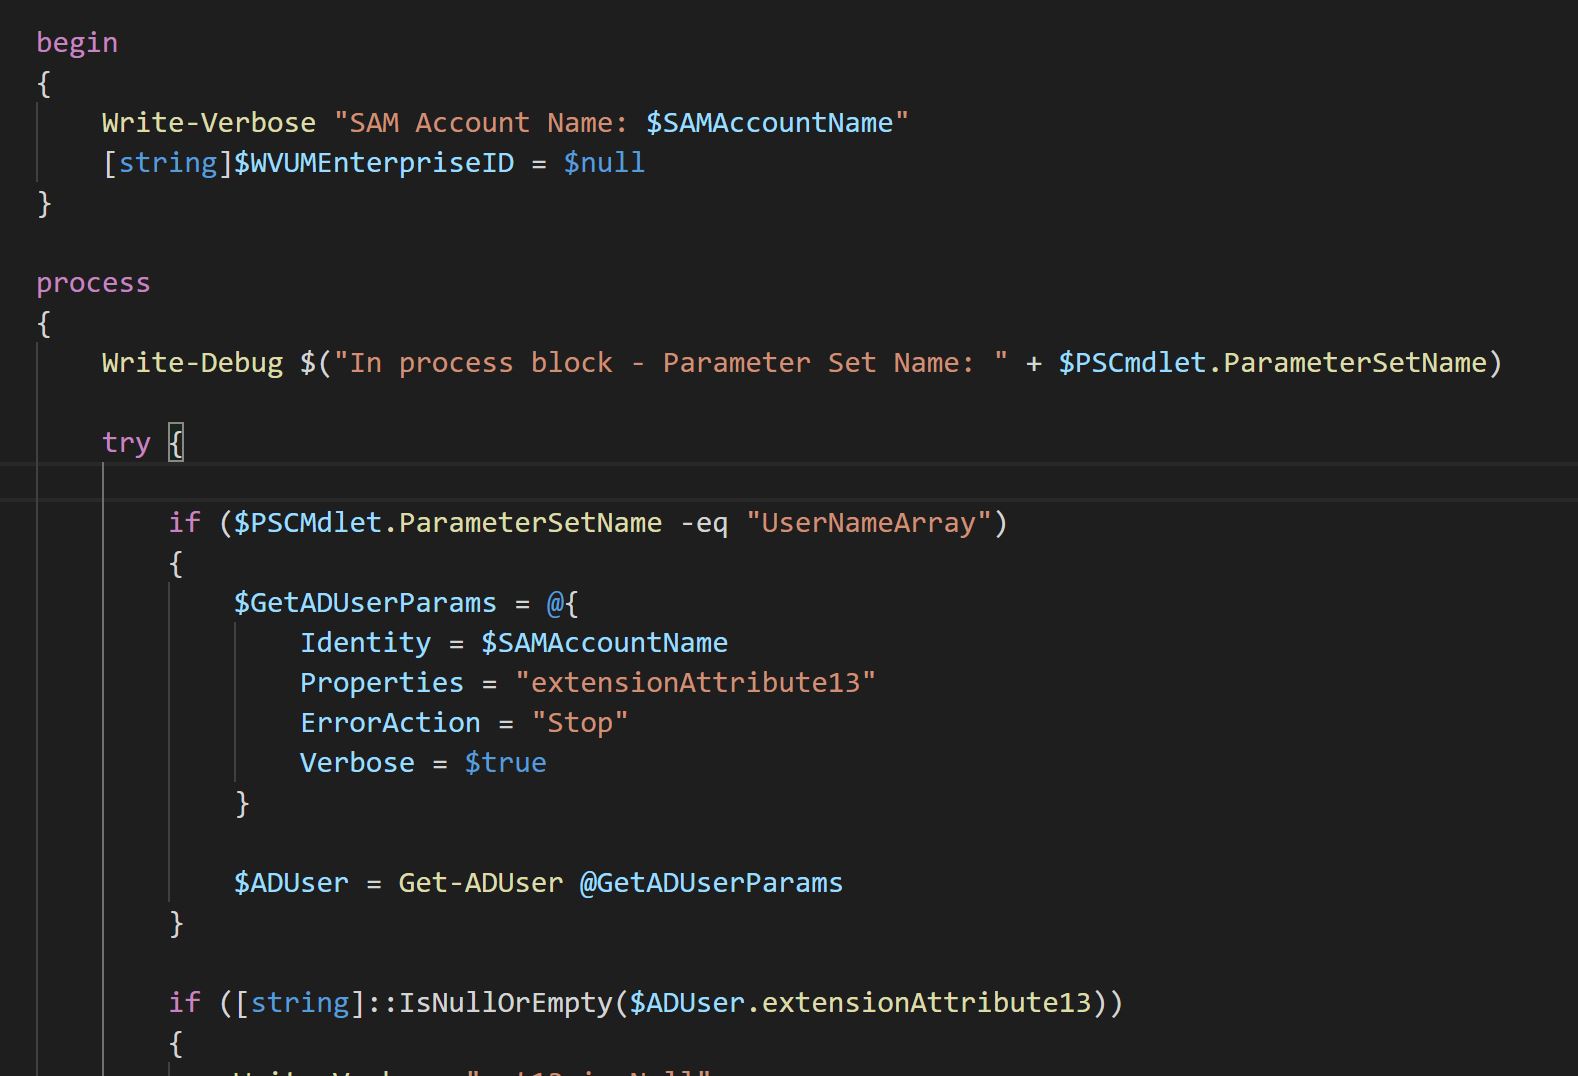 begin
{
    Write-Verbose "SAM Account Name: $SAMAccountName"
    [string]$WVUMEnterpriseID = $null
}

process
{
    Write-Debug $("In process block - Parameter Set Name: " + $PSCmdlet.ParameterSetName)

    try {

        if ($PSCMdlet.ParameterSetName -eq "UserNameArray")
        {
            $GetADUserParams = @{
                Identity = $SAMAccountName
                Properties = "extensionAttribute13"
                ErrorAction = "Stop"
                Verbose = $true
            }

            $ADUser = Get-ADUser @GetADUserParams
        }

        if ([string]::IsNullOrEmpty($ADUser.extensionAttribute13))
        {